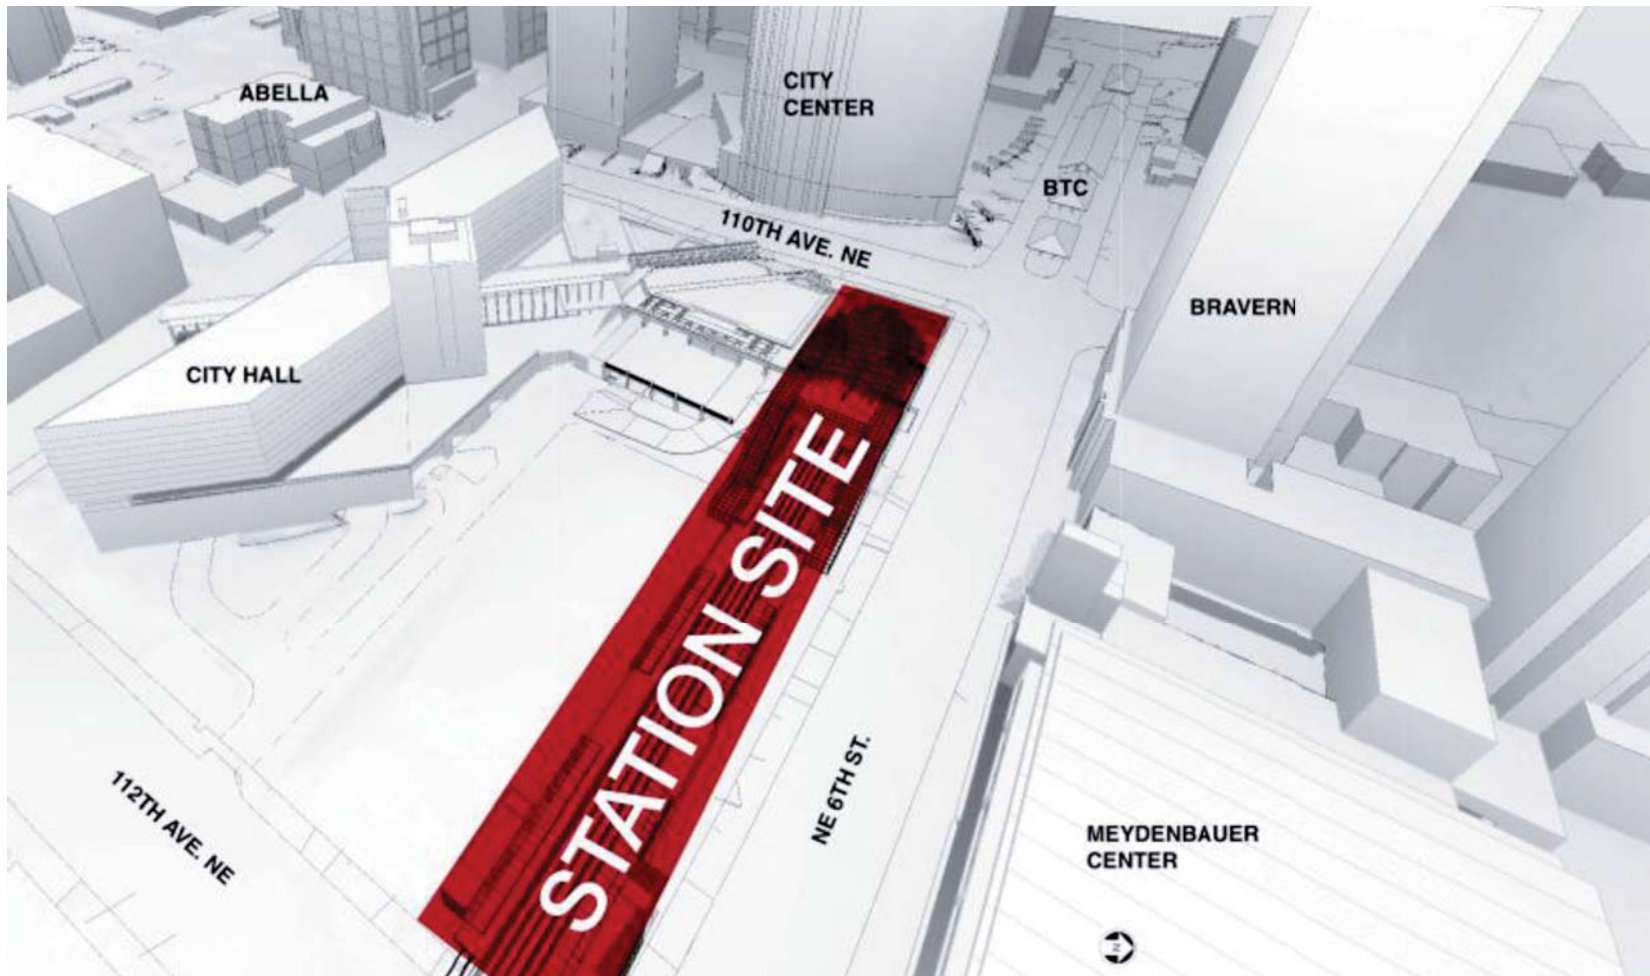 ABELLA
CITY
CENTER
BTC
110TH AVE. NE
BRAVERN
CITY HALL
STATION SITE
112TH AVE. NE
NE 6TH ST.
MEYDENBAUER
CENTER
N